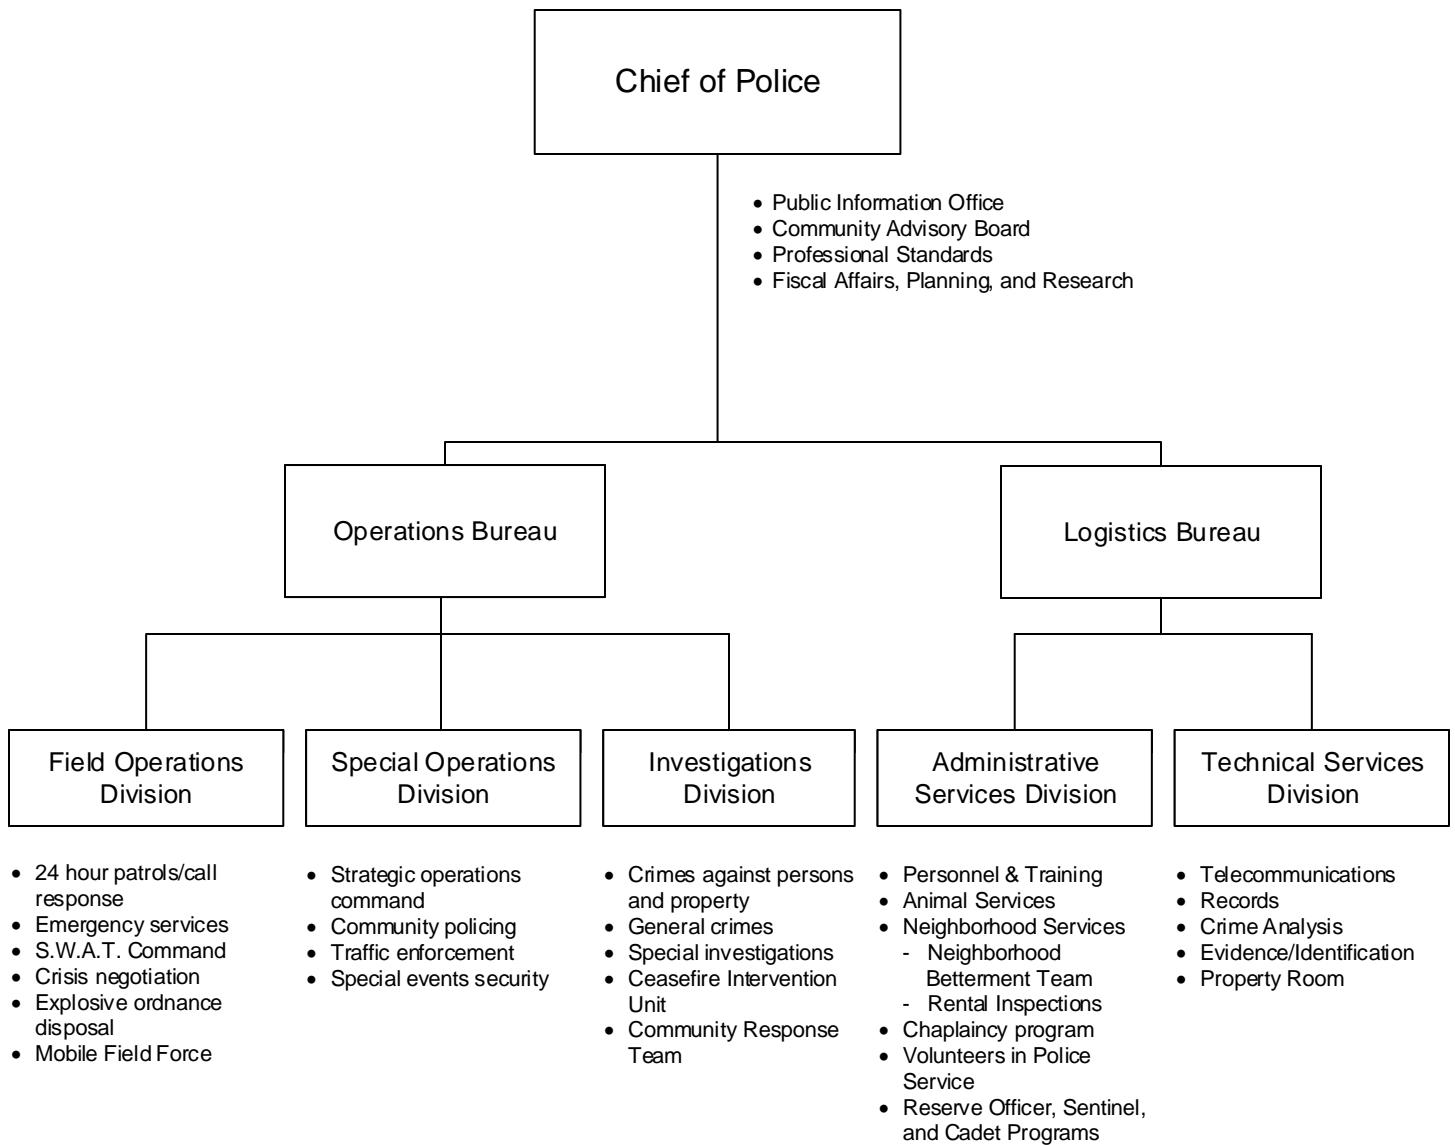 Chief of Police
• Public Information Office
• Community Advisory Board
• Professional Standards
• Fiscal Affairs, Planning, and Research
Operations Bureau
Logistics Bureau
Field Operations
Division
Special Operations
Division
Investigations
Division
Administrative
Services Division
Technical Services
Division
• 24 hour patrols/call
response
• Emergency services
• S.W.A.T. Command
• Crisis negotiation
• Explosive ordnance
disposal
• Mobile Field Force
• Strategic operations
command
• Community policing
• Traffic enforcement
• Special events security
• Crimes against persons
and property
• General crimes
• Special investigations
• Ceasefire Intervention
Unit
• Community Response
Team
• Personnel & Training
• Animal Services
• Neighborhood Services
- Neighborhood
Betterment Team
- Rental Inspections
• Chaplaincy program
• Volunteers in Police
Service
• Reserve Officer, Sentinel,
and Cadet Programs
• Telecommunications
• Records
• Crime Analysis
• Evidence/Identification
• Property Room